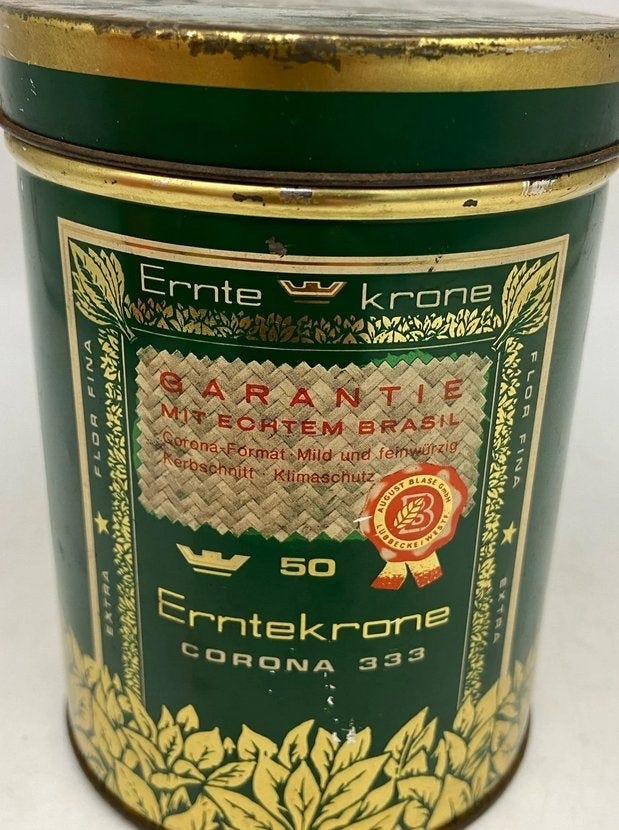 Ernte krone
FLOR FINA
EXTRA
FLOR FINA
EXTRA
GARANTIE
MIT ECHTEM BRASIL
Corona-Format · Mild und feinwürzig
Kerbschnitt · Klimaschutz
AUGUST BLASE GmbH
LÜBBECKE/WESTF.
B
50
Erntekrone
CORONA 333